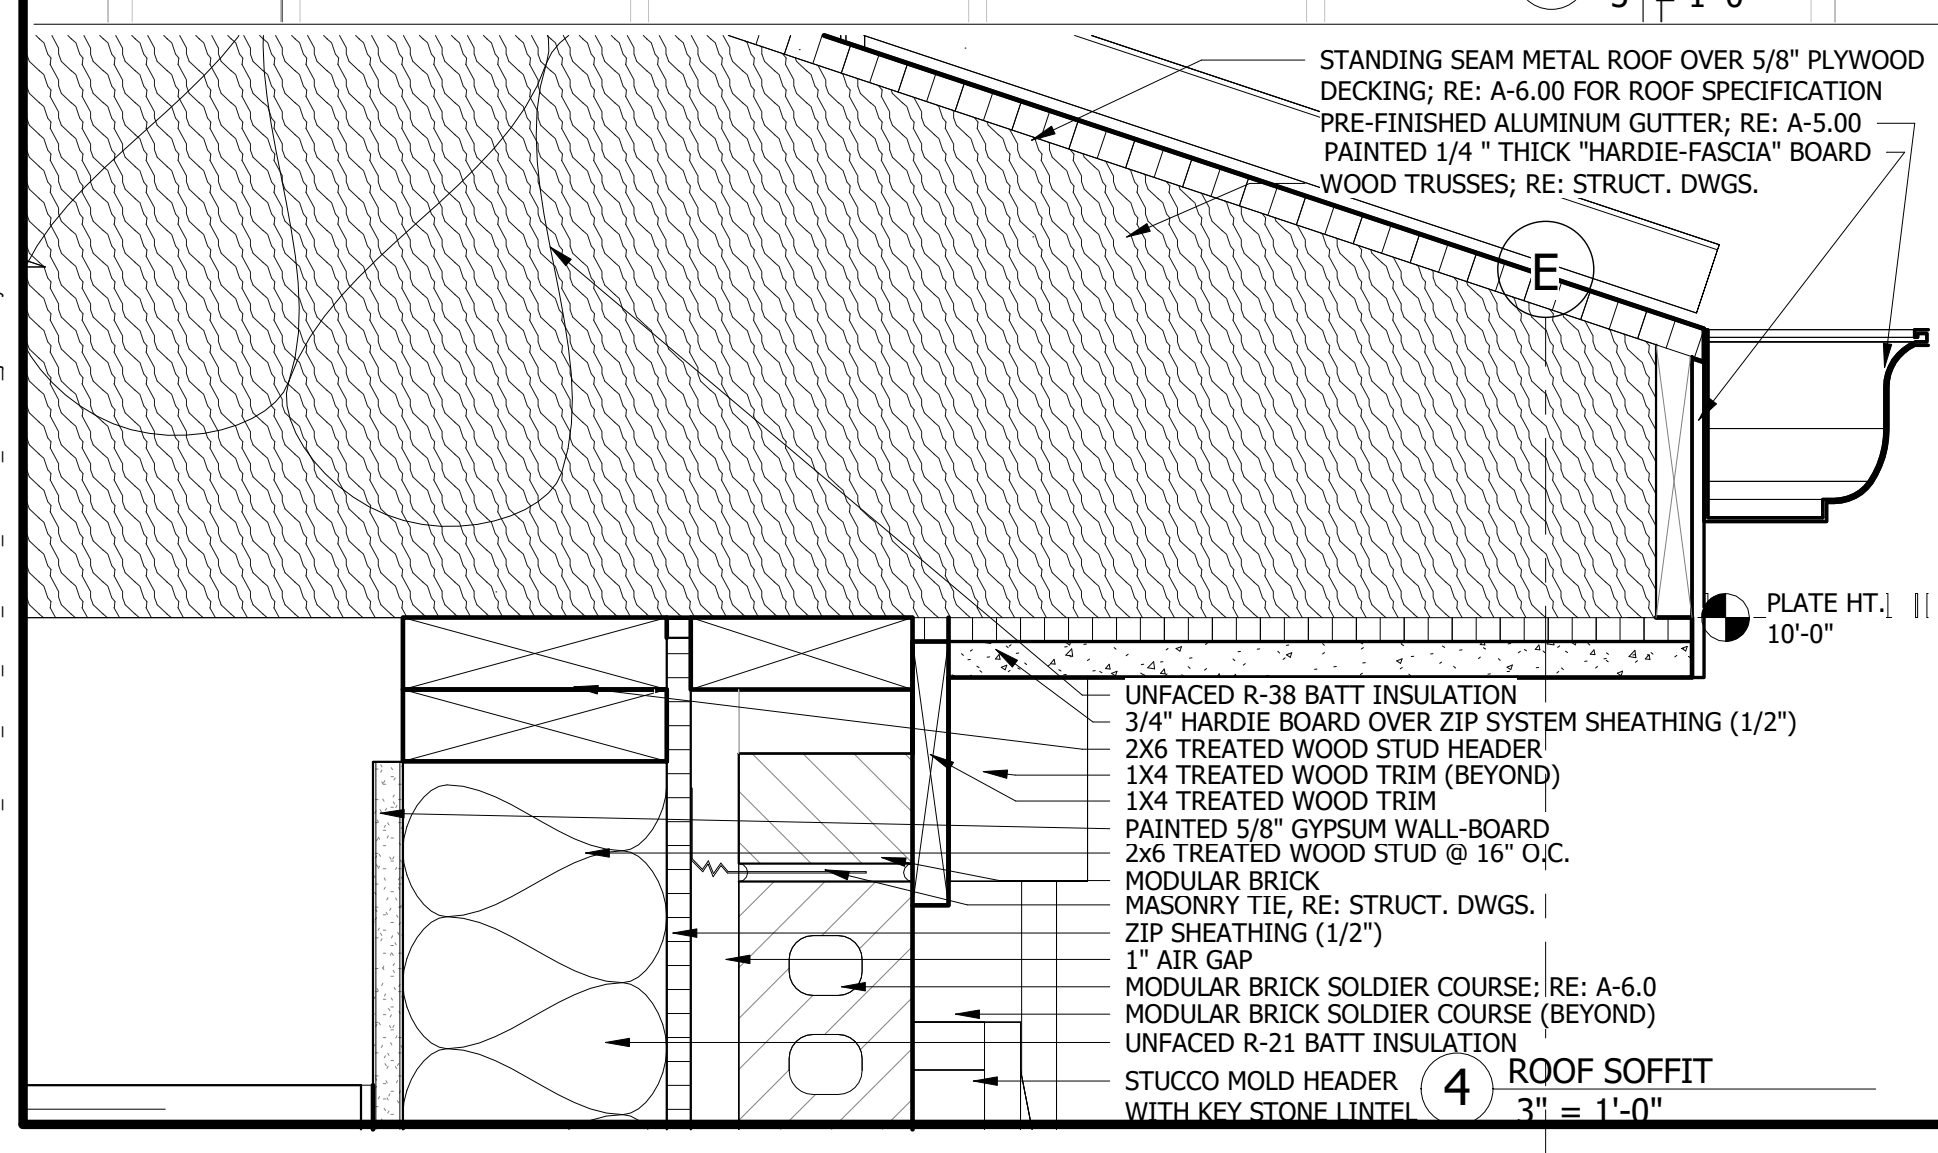 3" = 1'-0"
STANDING SEAM METAL ROOF OVER 5/8" PLYWOOD
DECKING; RE: A-6.00 FOR ROOF SPECIFICATION
PRE-FINISHED ALUMINUM GUTTER; RE: A-5.00
PAINTED 1/4 " THICK "HARDIE-FASCIA" BOARD
WOOD TRUSSES; RE: STRUCT. DWGS.
E
PLATE HT.
10'-0"
UNFACED R-38 BATT INSULATION
3/4" HARDIE BOARD OVER ZIP SYSTEM SHEATHING (1/2")
2X6 TREATED WOOD STUD HEADER
1X4 TREATED WOOD TRIM (BEYOND)
1X4 TREATED WOOD TRIM
PAINTED 5/8" GYPSUM WALL-BOARD
2x6 TREATED WOOD STUD @ 16" O.C.
MODULAR BRICK
MASONRY TIE, RE: STRUCT. DWGS.
ZIP SHEATHING (1/2")
1" AIR GAP
MODULAR BRICK SOLDIER COURSE; RE: A-6.0
MODULAR BRICK SOLDIER COURSE (BEYOND)
UNFACED R-21 BATT INSULATION
STUCCO MOLD HEADER
WITH KEY STONE LINTEL
4
ROOF SOFFIT
3" = 1'-0"